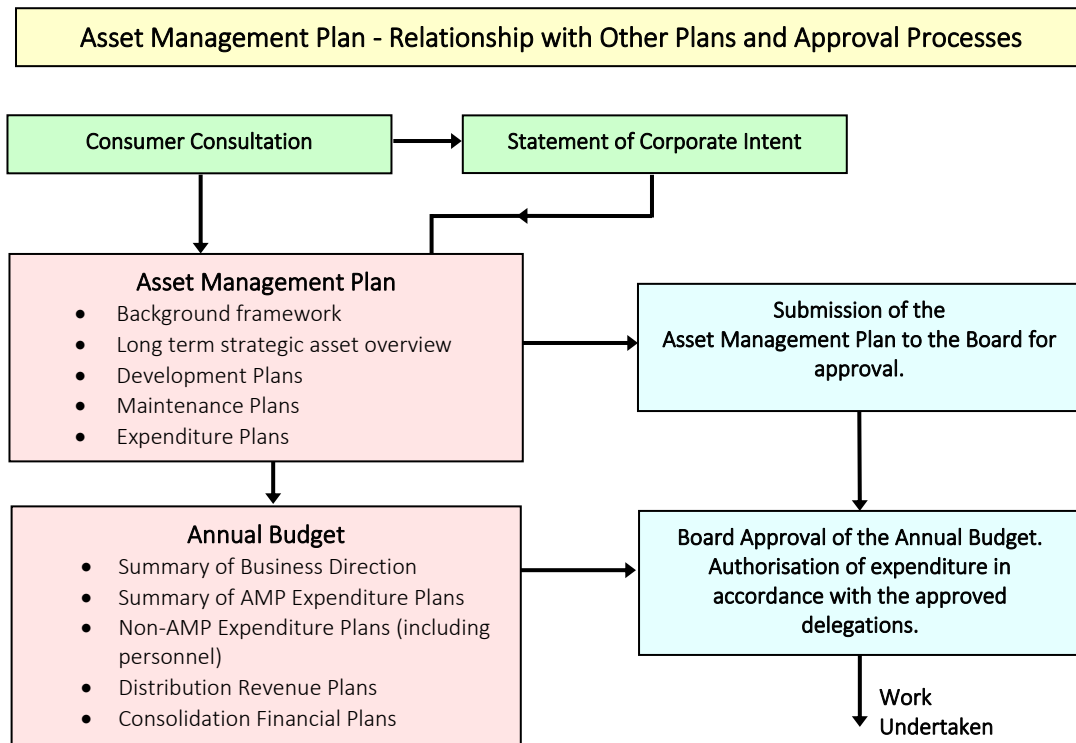 Asset Management Plan - Relationship with Other Plans and Approval Processes
Consumer Consultation
Statement of Corporate Intent
Asset Management Plan
• Background framework
• Long term strategic asset overview
• Development Plans
• Maintenance Plans
• Expenditure Plans
Submission of the
Asset Management Plan to the Board for
approval.
Annual Budget
• Summary of Business Direction
• Summary of AMP Expenditure Plans
• Non-AMP Expenditure Plans (including
personnel)
• Distribution Revenue Plans
• Consolidation Financial Plans
Board Approval of the Annual Budget.
Authorisation of expenditure in
accordance with the approved
delegations.
Work
Undertaken